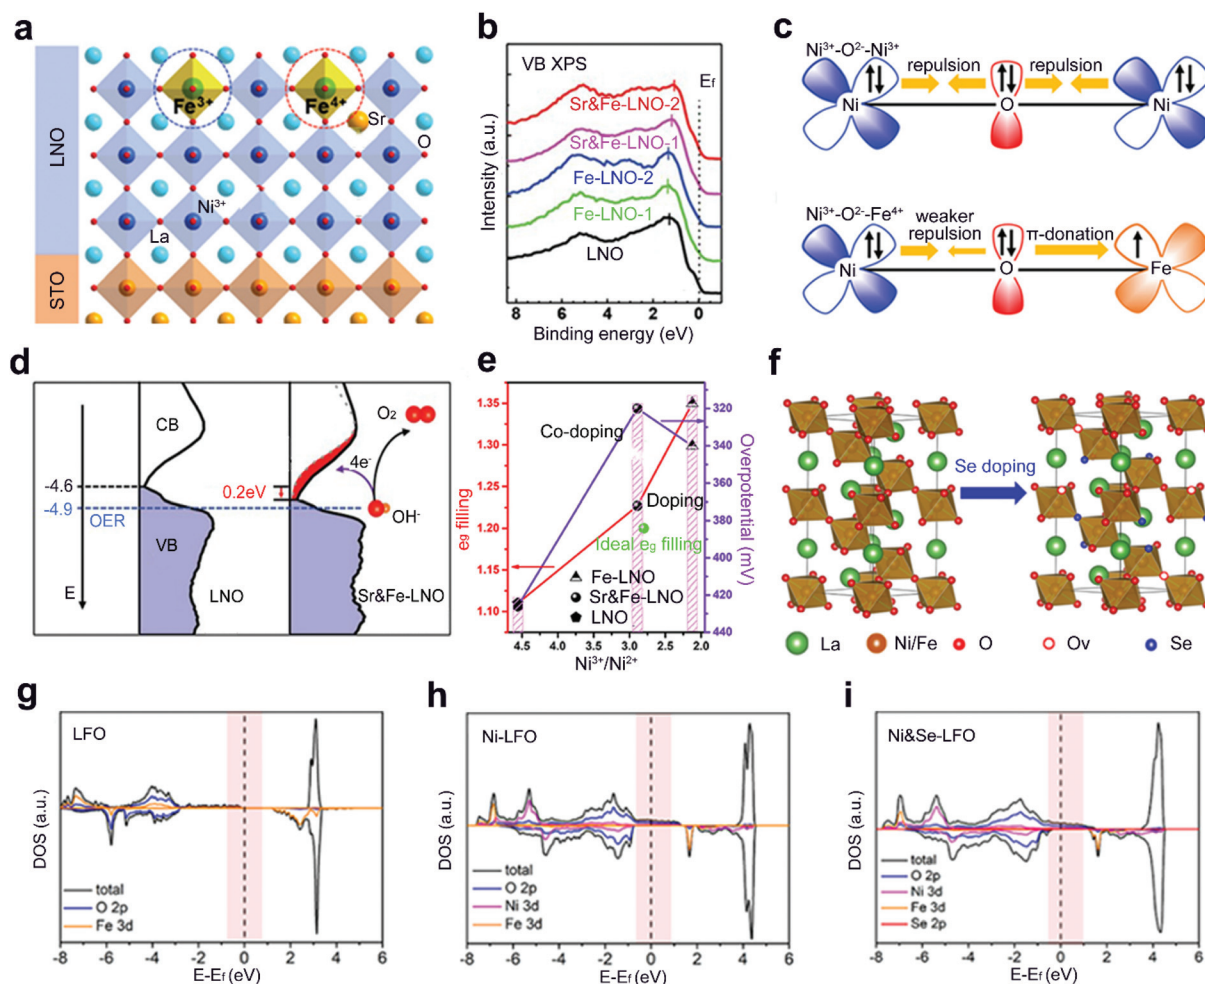 a
LNO
STO
Fe³⁺
Fe⁴⁺
Sr
O
Ni³⁺
La
b
VB XPS
E_f
Sr&Fe-LNO-2
Sr&Fe-LNO-1
Fe-LNO-2
Fe-LNO-1
LNO
Intensity (a.u.)
8 6 4 2 0
Binding energy (eV)
c
Ni³⁺-O²⁻-Ni³⁺
repulsion repulsion
Ni O Ni
Ni³⁺-O²⁻-Fe⁴⁺
weaker
repulsion
π-donation
Ni O Fe
d
CB
O₂
4e⁻
-4.6
0.2eV
-4.9
OER
OH⁻
VB
E
LNO
Sr&Fe-LNO
e
1.35
1.30
1.25
1.20
1.15
1.10
e_g filling
320
340
360
380
400
420
440
Overpotential (mV)
Co-doping
Doping
Ideal e_g filling
Fe-LNO
Sr&Fe-LNO
LNO
4.5 4.0 3.5 3.0 2.5 2.0
Ni³⁺/Ni²⁺
f
Se doping
La Ni/Fe O Ov Se
g
LFO
DOS (a.u.)
total
O 2p
Fe 3d
-8 -6 -4 -2 0 2 4 6
E-E_f (eV)
h
Ni-LFO
DOS (a.u.)
total
O 2p
Ni 3d
Fe 3d
-8 -6 -4 -2 0 2 4 6
E-E_f (eV)
i
Ni&Se-LFO
DOS (a.u.)
total
O 2p
Ni 3d
Fe 3d
Se 2p
-8 -6 -4 -2 0 2 4 6
E-E_f (eV)